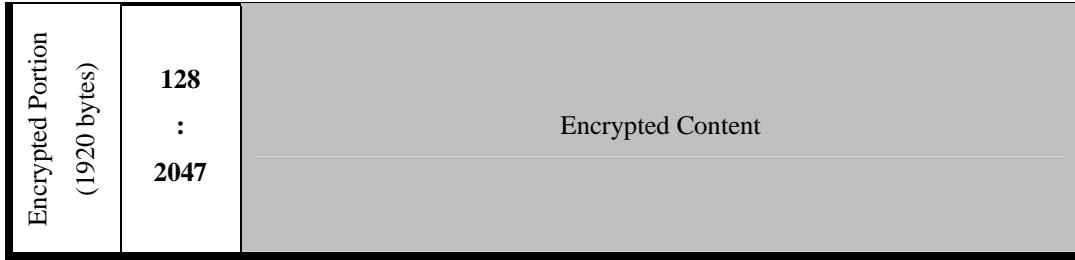 Encrypted Portion
(1920 bytes)
128
:
2047
Encrypted Content